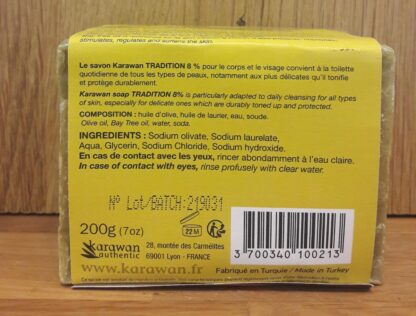 stimulates, regulates and softens the skin.
Le savon Karawan TRADITION 8 % pour le corps et le visage convient à la toilette
quotidienne de tous les types de peaux, notamment aux plus délicates qu'il tonifie
et protège durablement.
Karawan soap TRADITION 8% is particularly adapted to daily cleansing for all types
of skin, especially for delicate ones which are durably toned up and protected.
COMPOSITION : huile d'olive, huile de laurier, eau, soude.
Olive oil, Bay Tree oil, water, soda.
INGREDIENTS : Sodium olivate, Sodium laurelate,
Aqua, Glycerin, Sodium Chloride, Sodium hydroxide.
En cas de contact avec les yeux, rincer abondamment à l'eau claire.
In case of contact with eyes, rinse profusely with clear water.
N° Lot/BATCH:219031
200g (7oz)
22 M
karawan
authentic
28, montée des Carmélites
69001 Lyon - FRANCE
www.karawan.fr
3 700340 100213
Fabriqué en Turquie / Made in Turkey